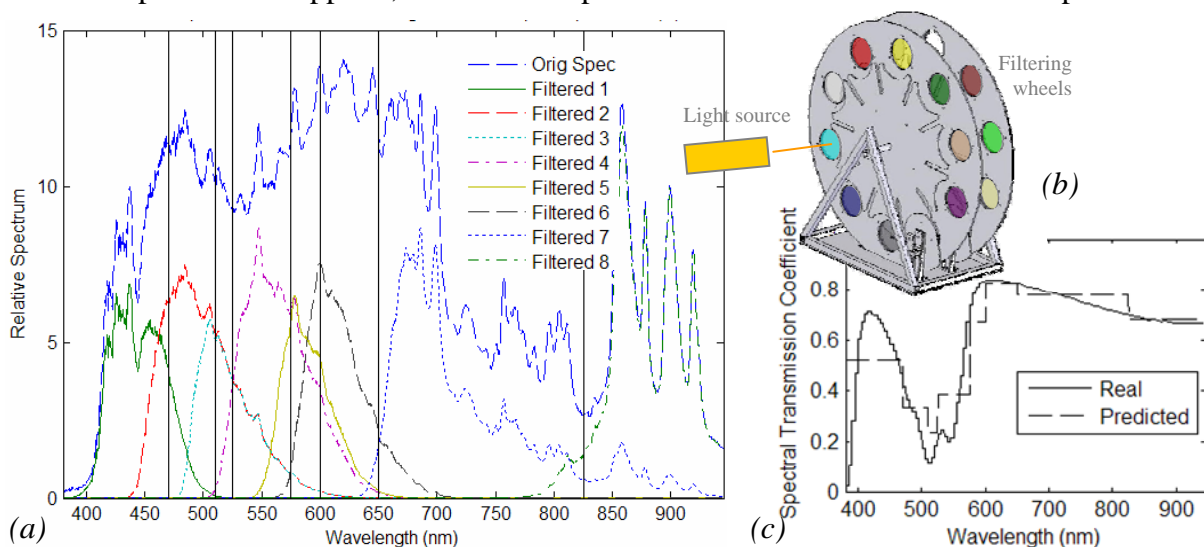 15
10
5
0
Relative Spectrum
Orig Spec
Filtered 1
Filtered 2
Filtered 3
Filtered 4
Filtered 5
Filtered 6
Filtered 7
Filtered 8
400 450 500 550 600 650 700 750 800 850 900
Wavelength (nm)
(a)
Light source
Filtering
wheels
(b)
Spectral Transmission Coefficient
0.8
0.6
0.4
0.2
0
Real
Predicted
400 500 600 700 800 900
Wavelength (nm)
(c)